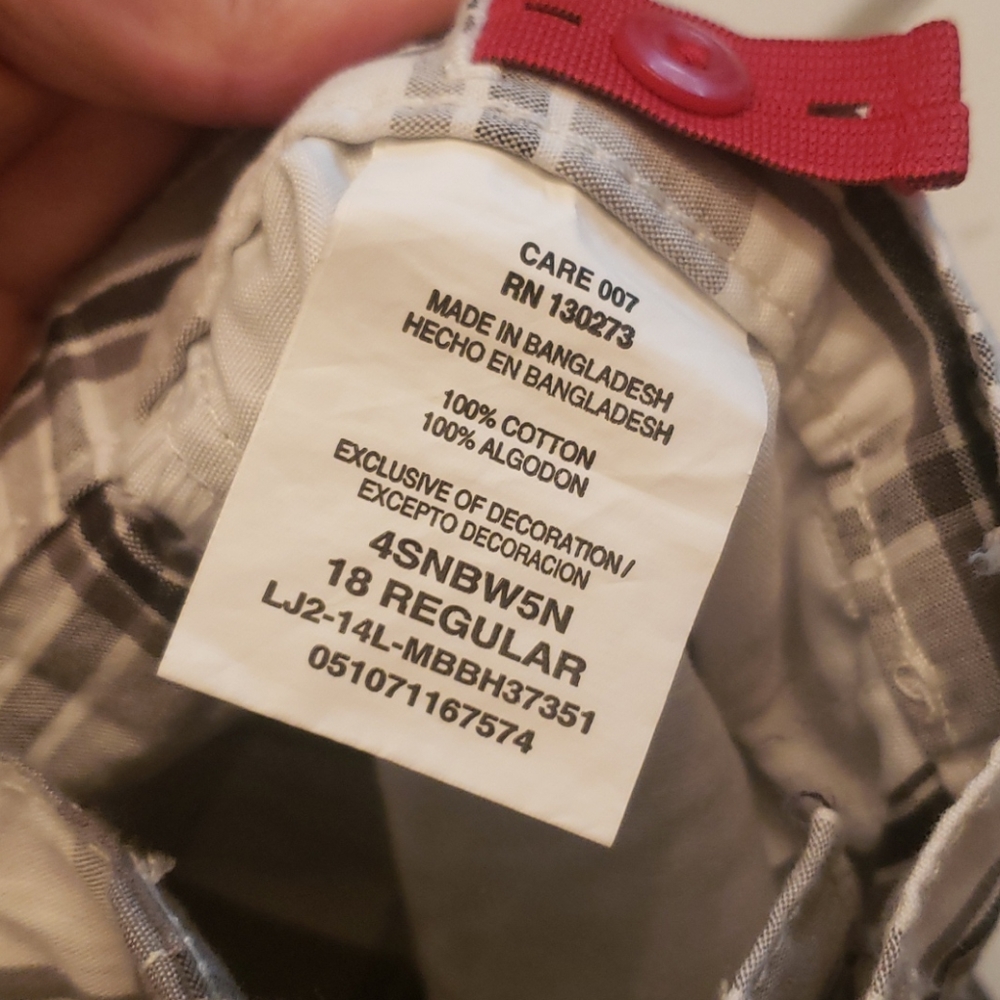 CARE 007
RN 130273
MADE IN BANGLADESH
HECHO EN BANGLADESH
100% COTTON
100% ALGODON
EXCLUSIVE OF DECORATION /
EXCEPTO DECORACION
4SNBW5N
18 REGULAR
LJ2-14L-MBBH37351
051071167574